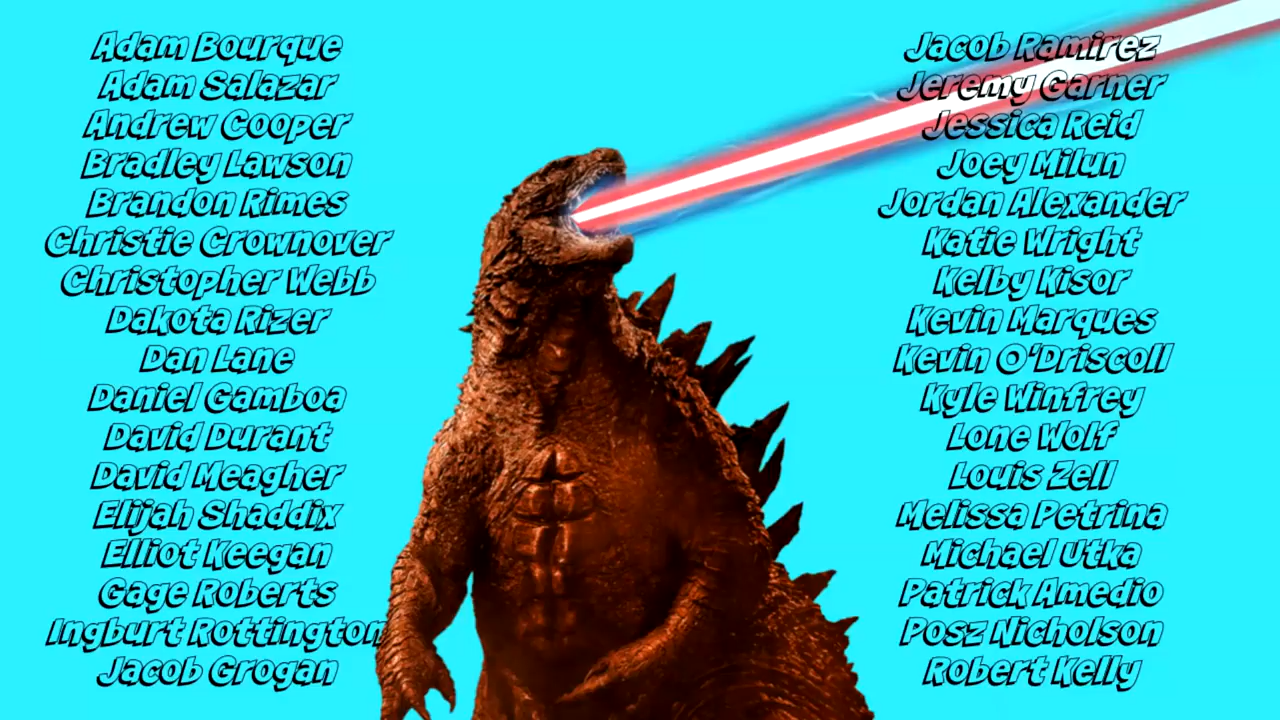 Adam Bourque
Adam Salazar
Andrew Cooper
Bradley Lawson
Brandon Rimes
Christie Crownover
Christopher Webb
Dakota Rizer
Dan Lane
Daniel Gamboa
David Durant
David Meagher
Elijah Shaddix
Elliot Keegan
Gage Roberts
Ingburt Rottington
Jacob Grogan
Jacob Ramirez
Jeremy Garner
Jessica Reid
Joey Milun
Jordan Alexander
Katie Wright
Kelby Kisor
Kevin Marques
Kevin O'Driscoll
Kyle Winfrey
Lone Wolf
Louis Zell
Melissa Petrina
Michael Utka
Patrick Amedio
Posz Nicholson
Robert Kelly